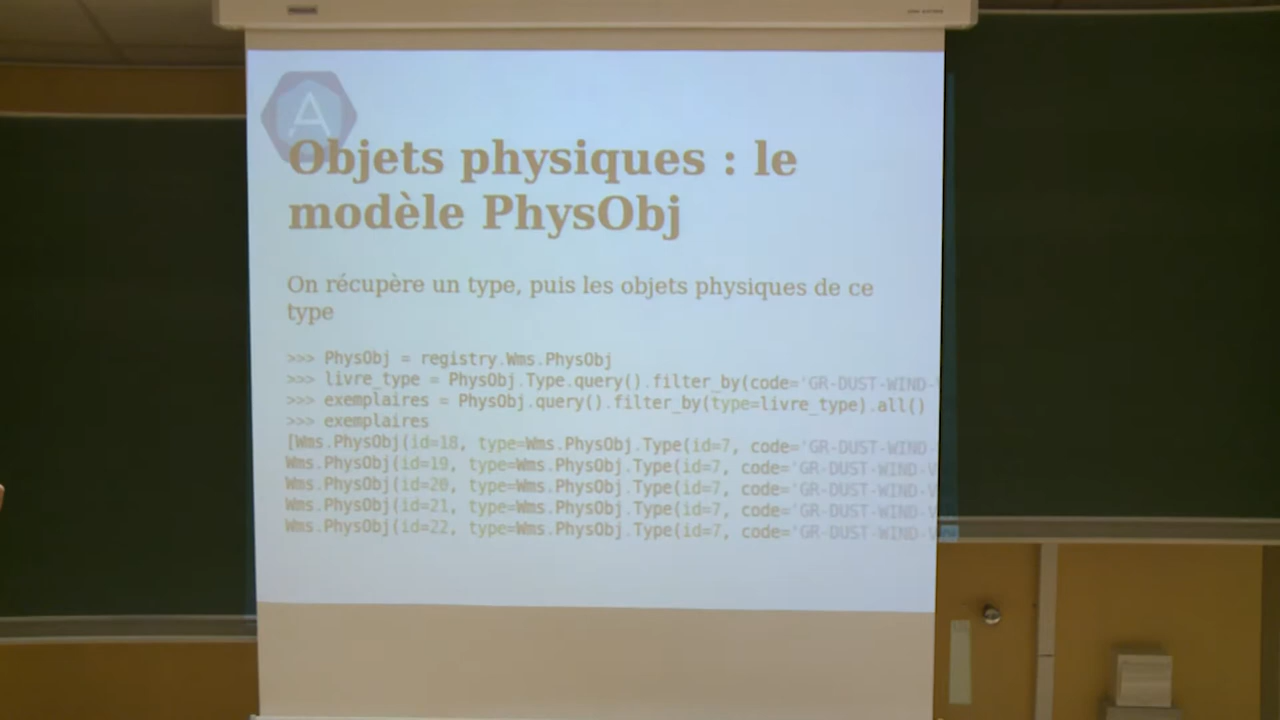 A
Objets physiques : le
modèle PhysObj
On récupère un type, puis les objets physiques de ce
type
>>> PhysObj = registry.Wms.PhysObj
>>> livre_type = PhysObj.Type.query().filter_by(code='GR-DUST-WIND-
>>> exemplaires = PhysObj.query().filter_by(type=livre_type).all()
>>> exemplaires
[Wms.PhysObj(id=18, type=Wms.PhysObj.Type(id=7, code='GR-DUST-WIND-
Wms.PhysObj(id=19, type=Wms.PhysObj.Type(id=7, code='GR-DUST-WIND-V
Wms.PhysObj(id=20, type=Wms.PhysObj.Type(id=7, code='GR-DUST-WIND-V
Wms.PhysObj(id=21, type=Wms.PhysObj.Type(id=7, code='GR-DUST-WIND-V
Wms.PhysObj(id=22, type=Wms.PhysObj.Type(id=7, code='GR-DUST-WIND-V